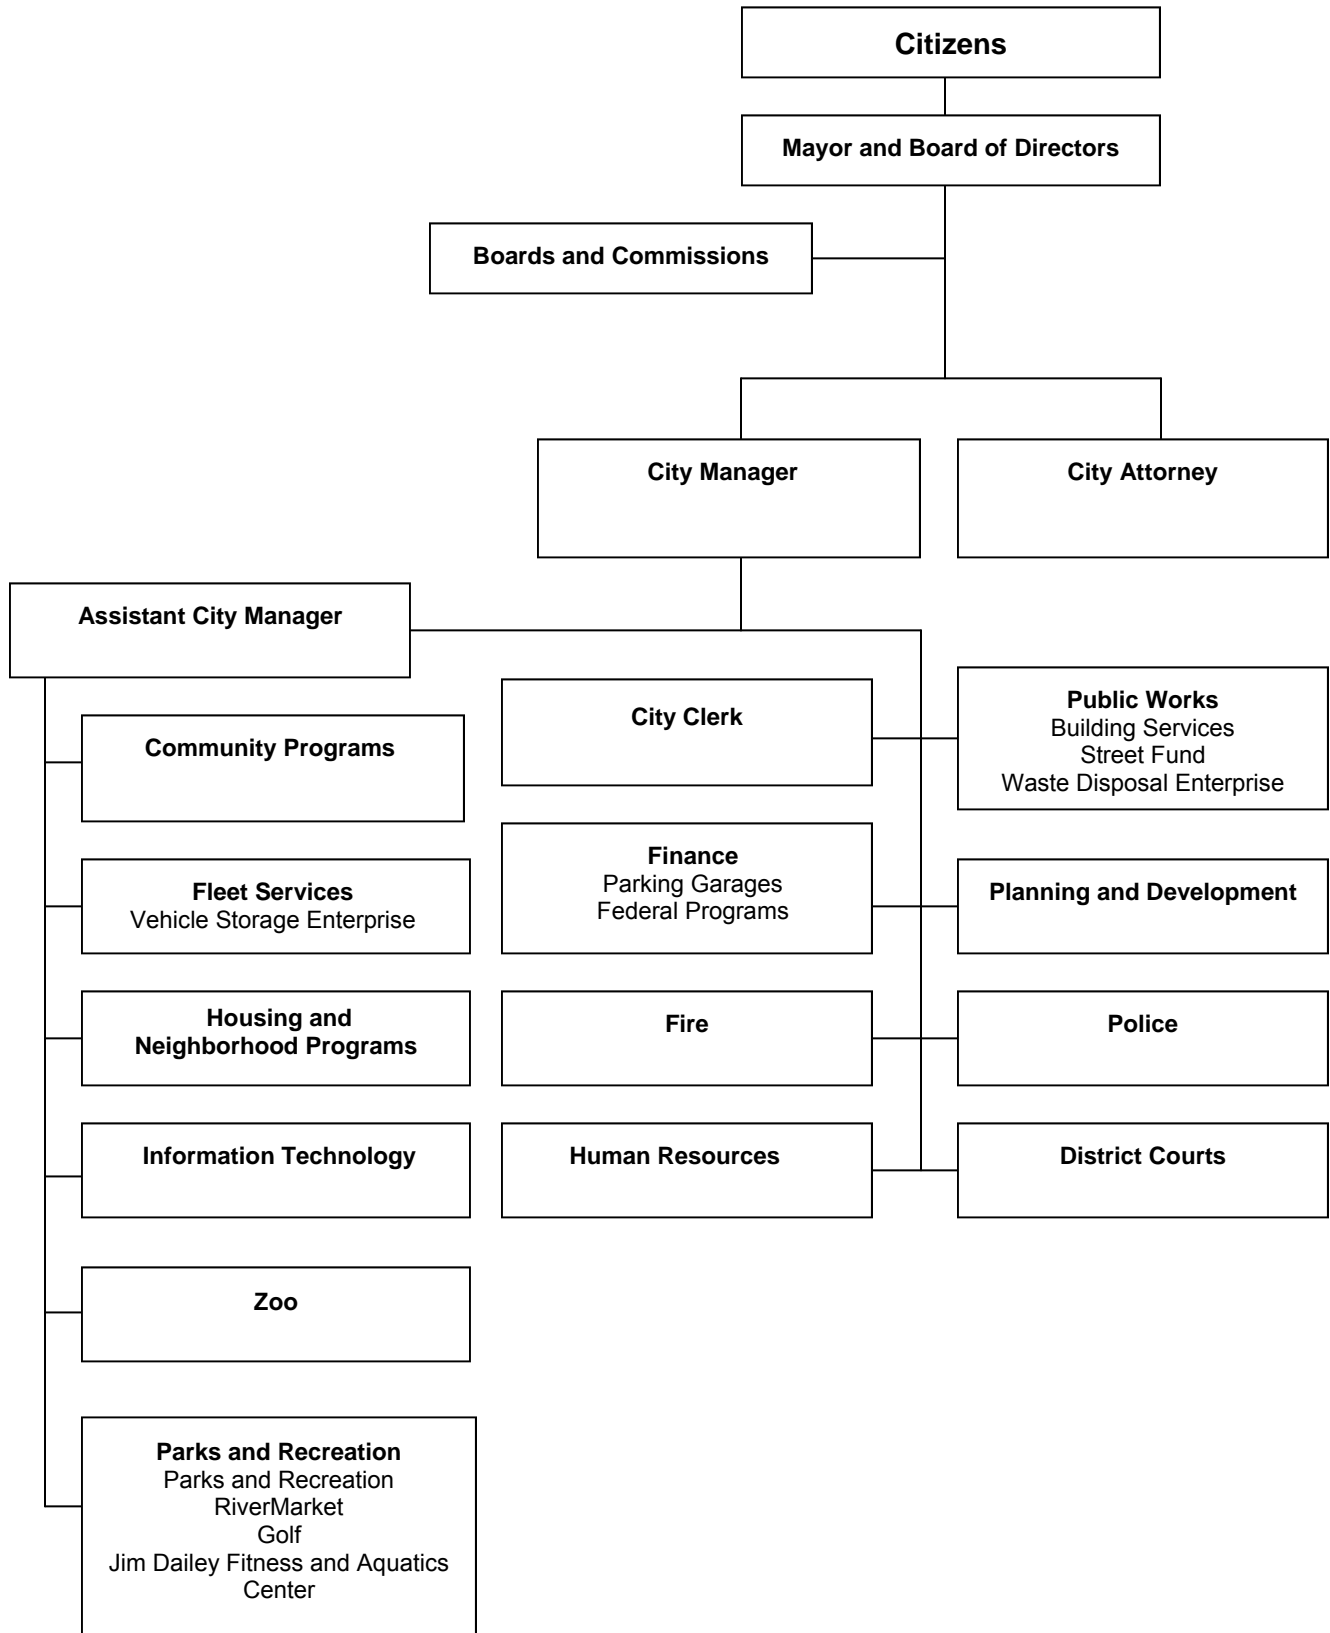 Citizens
Mayor and Board of Directors
Boards and Commissions
City Manager
City Attorney
Assistant City Manager
Community Programs
Fleet Services
Vehicle Storage Enterprise
Housing and
Neighborhood Programs
Information Technology
Zoo
Parks and Recreation
Parks and Recreation
RiverMarket
Golf
Jim Dailey Fitness and Aquatics
Center
City Clerk
Finance
Parking Garages
Federal Programs
Fire
Human Resources
Public Works
Building Services
Street Fund
Waste Disposal Enterprise
Planning and Development
Police
District Courts